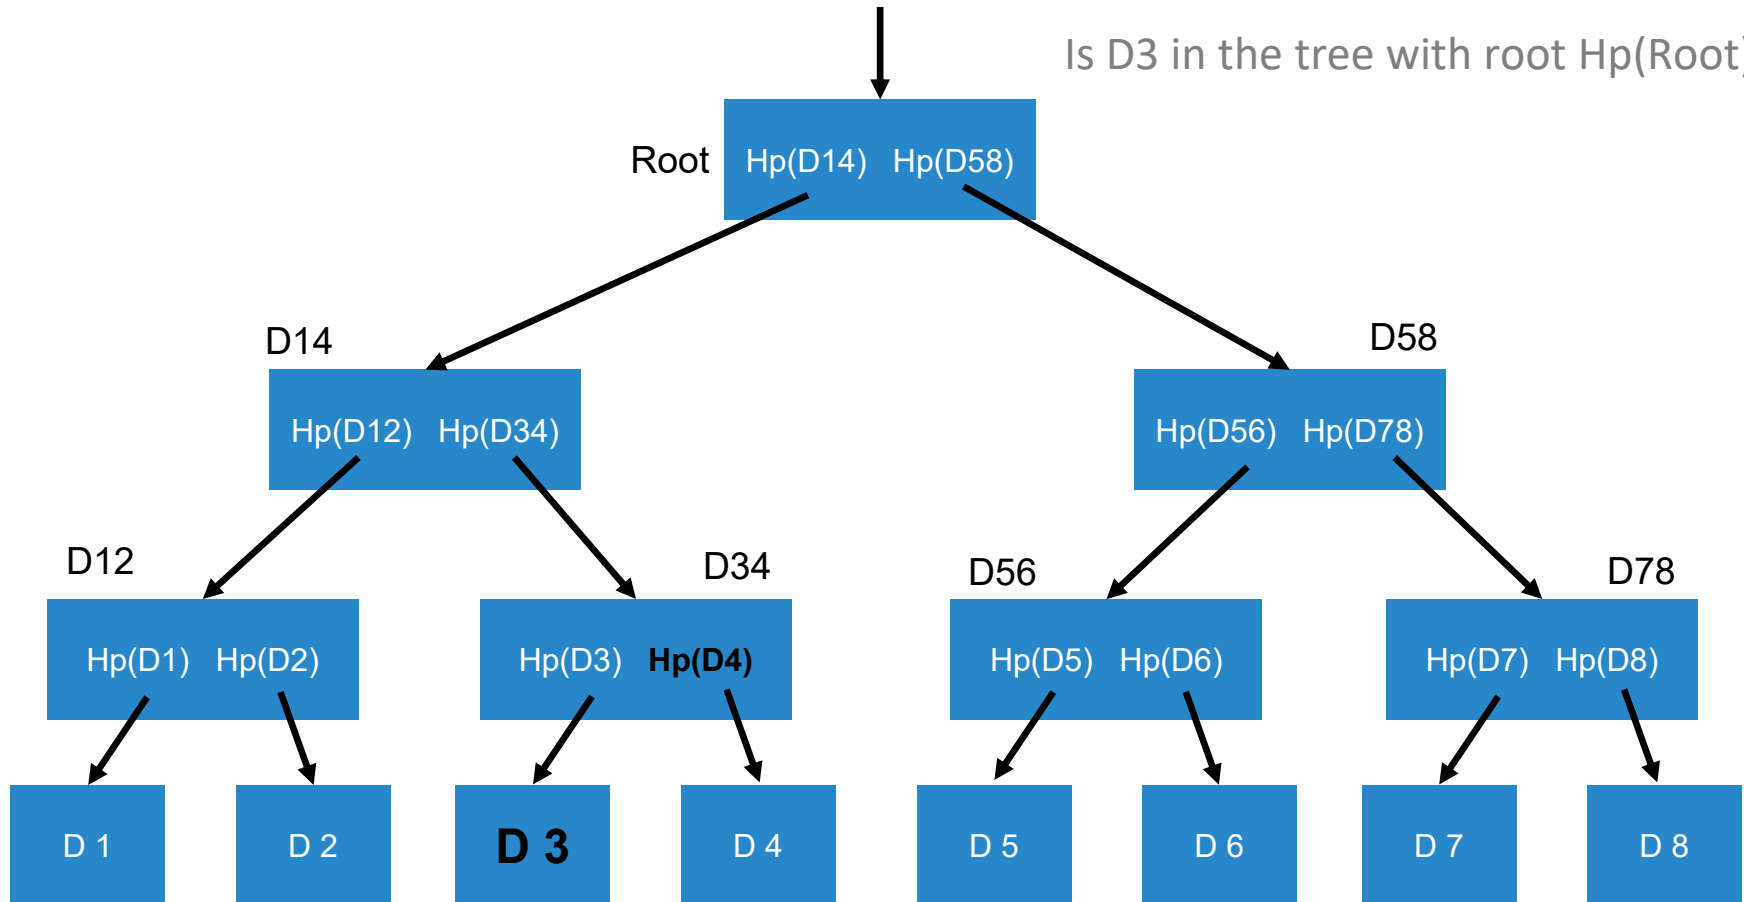 Is D3 in the tree with root Hp(Root)
Root
Hp(D14) Hp(D58)
D14
D58
Hp(D12) Hp(D34)
Hp(D56) Hp(D78)
D12
D34
D56
D78
Hp(D1) Hp(D2)
Hp(D3) Hp(D4)
Hp(D5) Hp(D6)
Hp(D7) Hp(D8)
D 1
D 2
D 3
D 4
D 5
D 6
D 7
D 8